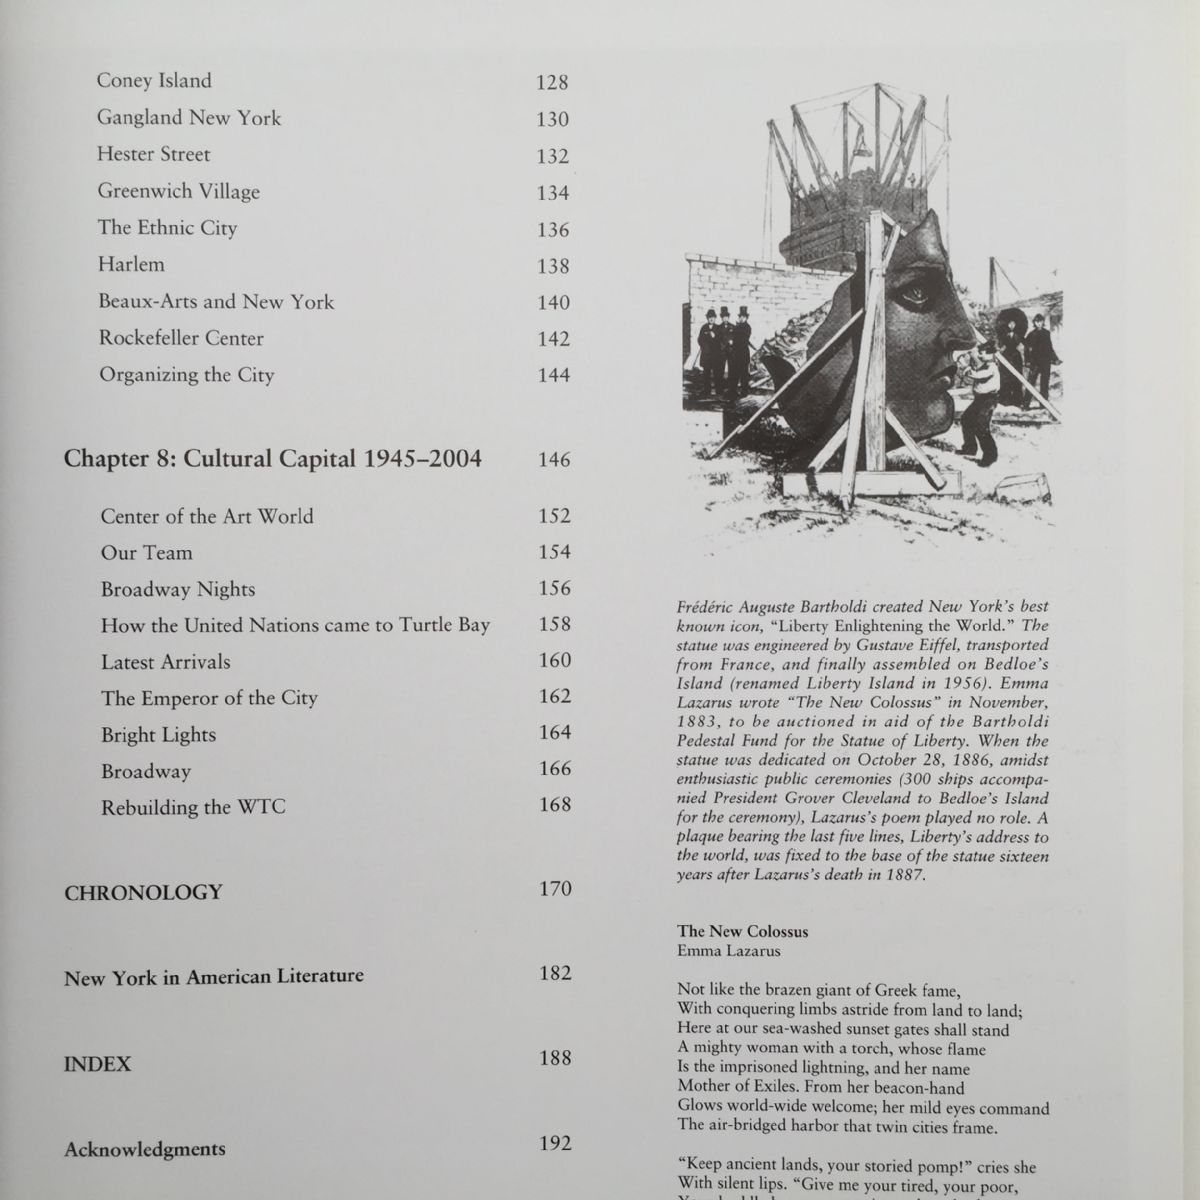 Coney Island 128
Gangland New York 130
Hester Street 132
Greenwich Village 134
The Ethnic City 136
Harlem 138
Beaux-Arts and New York 140
Rockefeller Center 142
Organizing the City 144
Chapter 8: Cultural Capital 1945–2004 146
Center of the Art World 152
Our Team 154
Broadway Nights 156
How the United Nations came to Turtle Bay 158
Latest Arrivals 160
The Emperor of the City 162
Bright Lights 164
Broadway 166
Rebuilding the WTC 168
CHRONOLOGY 170
New York in American Literature 182
INDEX 188
Acknowledgments 192
Frédéric Auguste Bartholdi created New York's best
known icon, “Liberty Enlightening the World.” The
statue was engineered by Gustave Eiffel, transported
from France, and finally assembled on Bedloe's
Island (renamed Liberty Island in 1956). Emma
Lazarus wrote “The New Colossus” in November,
1883, to be auctioned in aid of the Bartholdi
Pedestal Fund for the Statue of Liberty. When the
statue was dedicated on October 28, 1886, amidst
enthusiastic public ceremonies (300 ships accompa-
nied President Grover Cleveland to Bedloe's Island
for the ceremony), Lazarus's poem played no role. A
plaque bearing the last five lines, Liberty's address to
the world, was fixed to the base of the statue sixteen
years after Lazarus's death in 1887.
The New Colossus
Emma Lazarus
Not like the brazen giant of Greek fame,
With conquering limbs astride from land to land;
Here at our sea-washed sunset gates shall stand
A mighty woman with a torch, whose flame
Is the imprisoned lightning, and her name
Mother of Exiles. From her beacon-hand
Glows world-wide welcome; her mild eyes command
The air-bridged harbor that twin cities frame.
“Keep ancient lands, your storied pomp!” cries she
With silent lips. “Give me your tired, your poor,